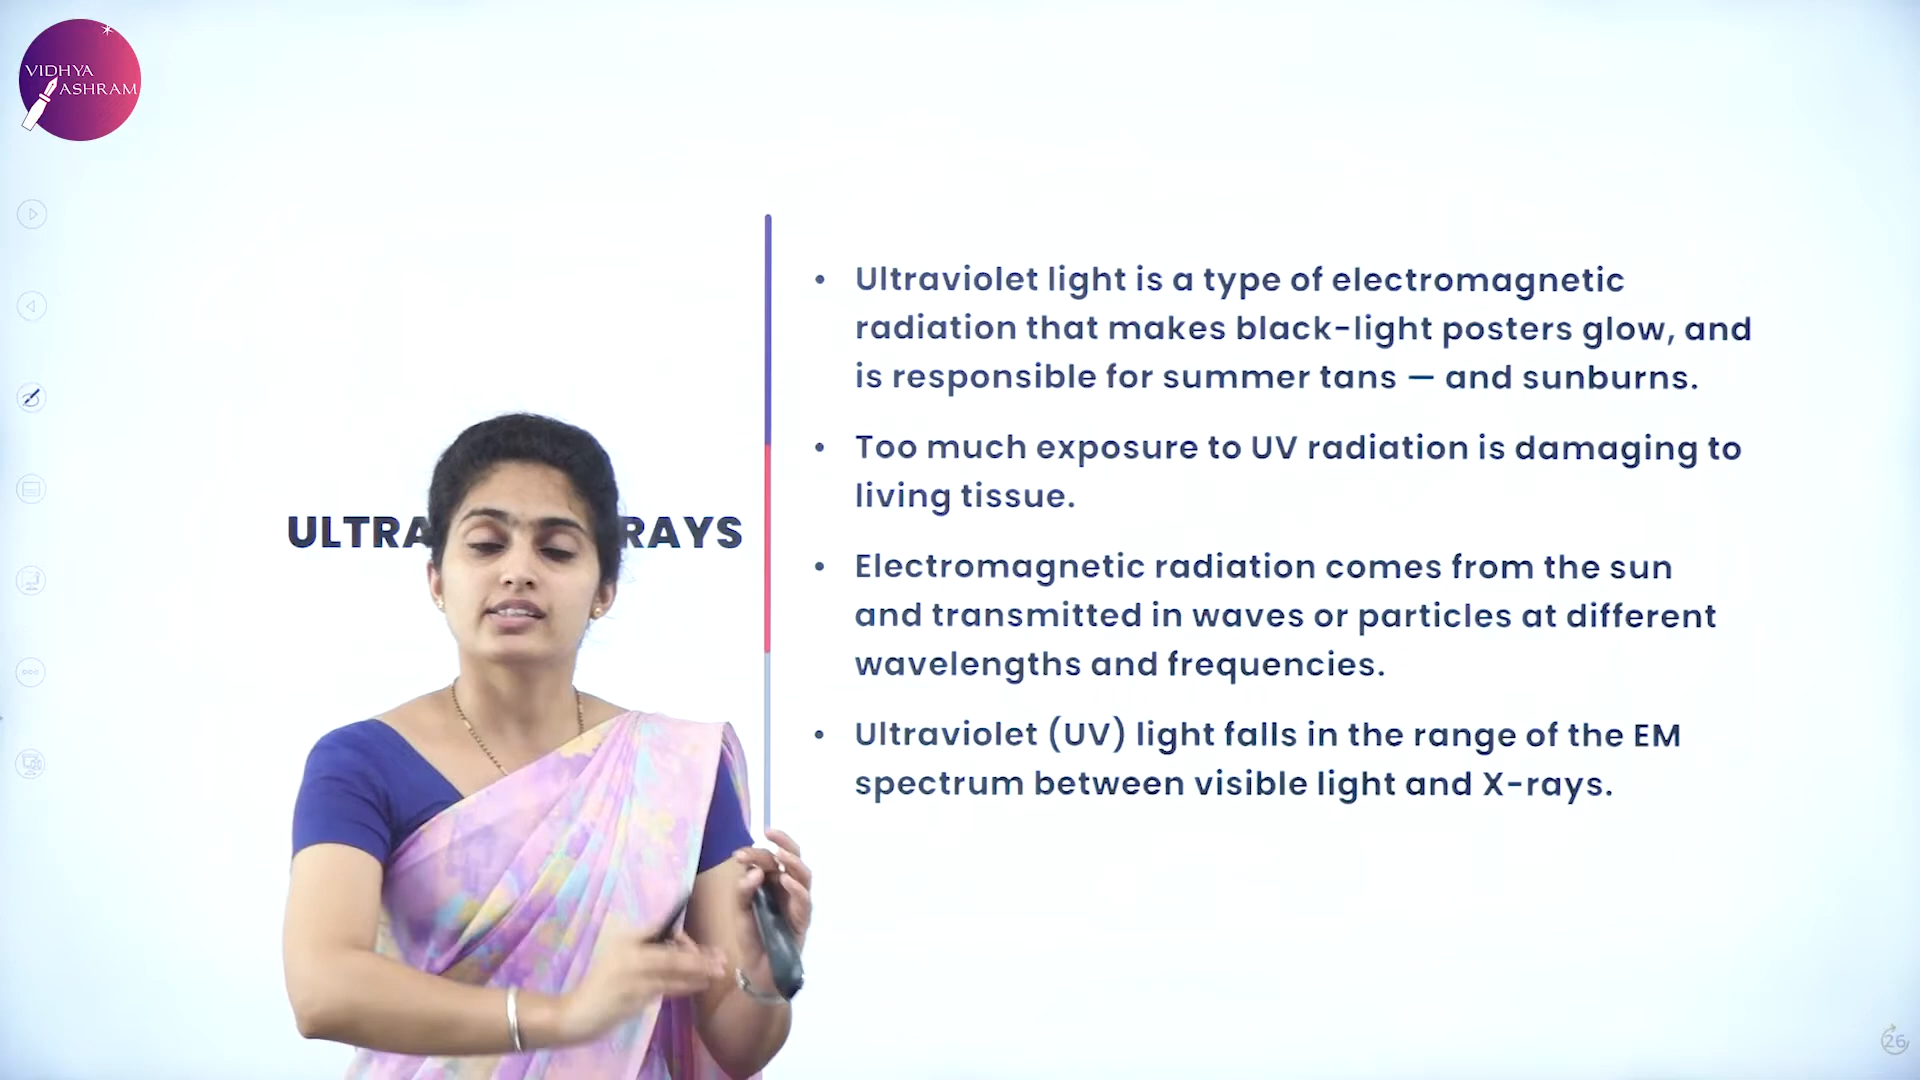 VIDHYA
ASHRAM
ULTRA RAYS
• Ultraviolet light is a type of electromagnetic
radiation that makes black-light posters glow, and
is responsible for summer tans — and sunburns.
• Too much exposure to UV radiation is damaging to
living tissue.
• Electromagnetic radiation comes from the sun
and transmitted in waves or particles at different
wavelengths and frequencies.
• Ultraviolet (UV) light falls in the range of the EM
spectrum between visible light and X-rays.
26